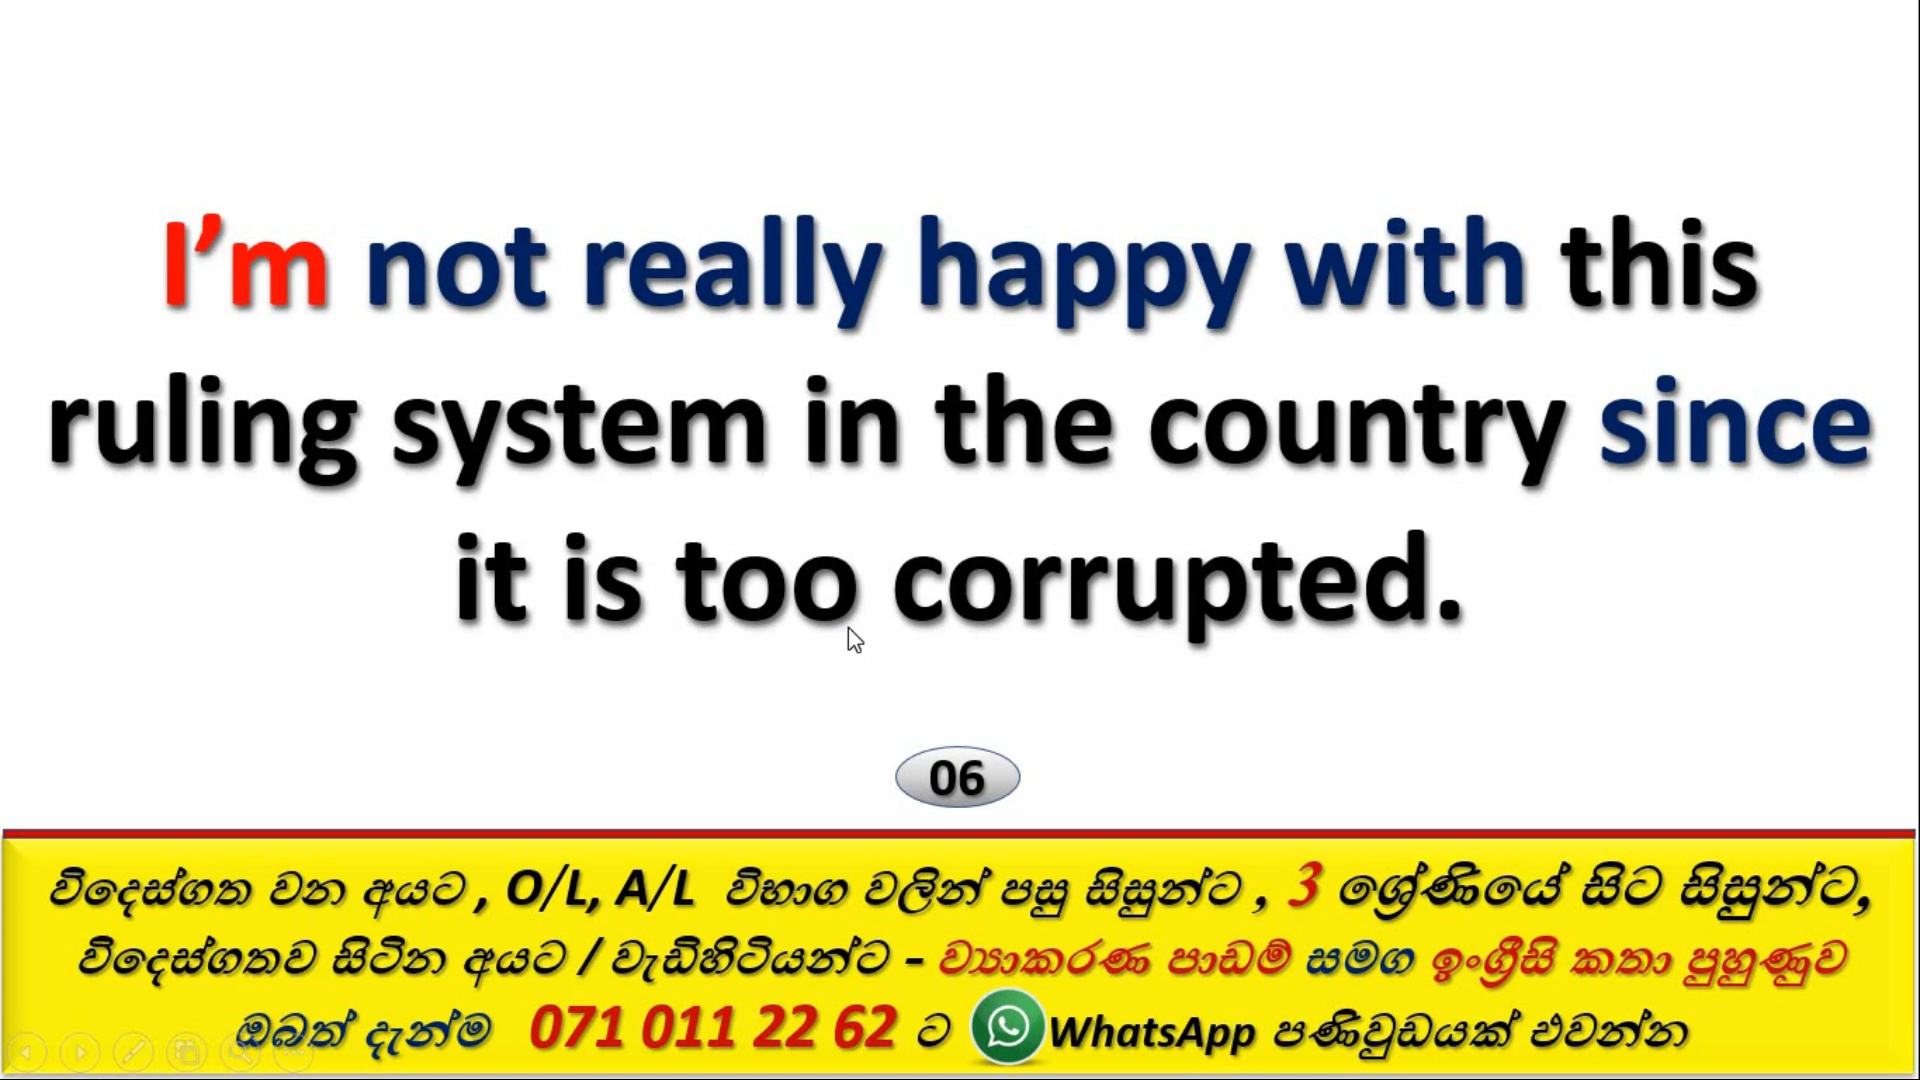 I’m not really happy with this
ruling system in the country since
it is too corrupted.
06
විදෙස්ගත වන අයට , O/L, A/L විභාග වලින් පසු සිසුන්ට , 3 ශ්‍රේණියේ සිට සිසුන්ට,
විදෙස්ගතව සිටින අයට / වැඩිහිටියන්ට – ව්‍යාකරණ පාඩම් සමග ඉංග්‍රීසි කතා පුහුණුව
ඔබත් දැන්ම 071 011 22 62 ට WhatsApp පණිවුඩයක් එවන්න